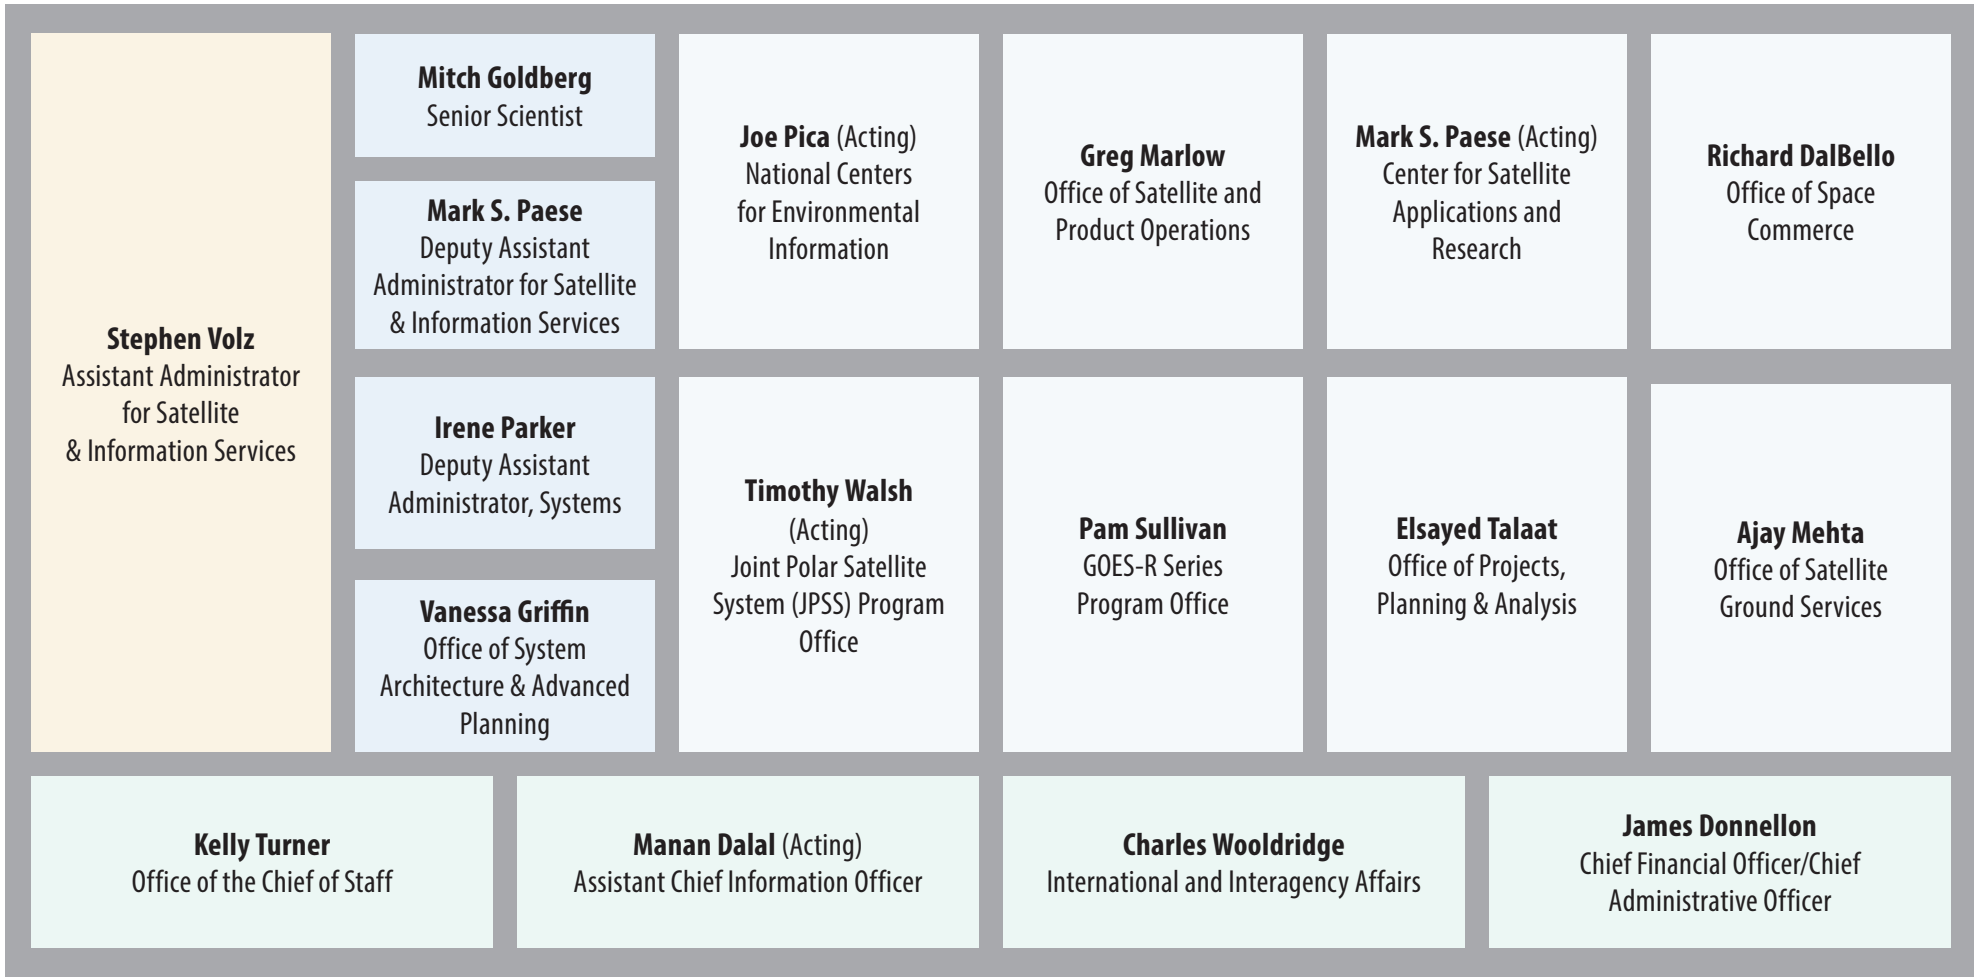 Stephen Volz
Assistant Administrator
for Satellite
& Information Services
Mitch Goldberg
Senior Scientist
Mark S. Paese
Deputy Assistant
Administrator for Satellite
& Information Services
Irene Parker
Deputy Assistant
Administrator, Systems
Vanessa Griffin
Office of System
Architecture & Advanced
Planning
Joe Pica (Acting)
National Centers
for Environmental
Information
Greg Marlow
Office of Satellite and
Product Operations
Mark S. Paese (Acting)
Center for Satellite
Applications and
Research
Richard DalBello
Office of Space
Commerce
Timothy Walsh
(Acting)
Joint Polar Satellite
System (JPSS) Program
Office
Pam Sullivan
GOES-R Series
Program Office
Elsayed Talaat
Office of Projects,
Planning & Analysis
Ajay Mehta
Office of Satellite
Ground Services
Kelly Turner
Office of the Chief of Staff
Manan Dalal (Acting)
Assistant Chief Information Officer
Charles Wooldridge
International and Interagency Affairs
James Donnellon
Chief Financial Officer/Chief
Administrative Officer